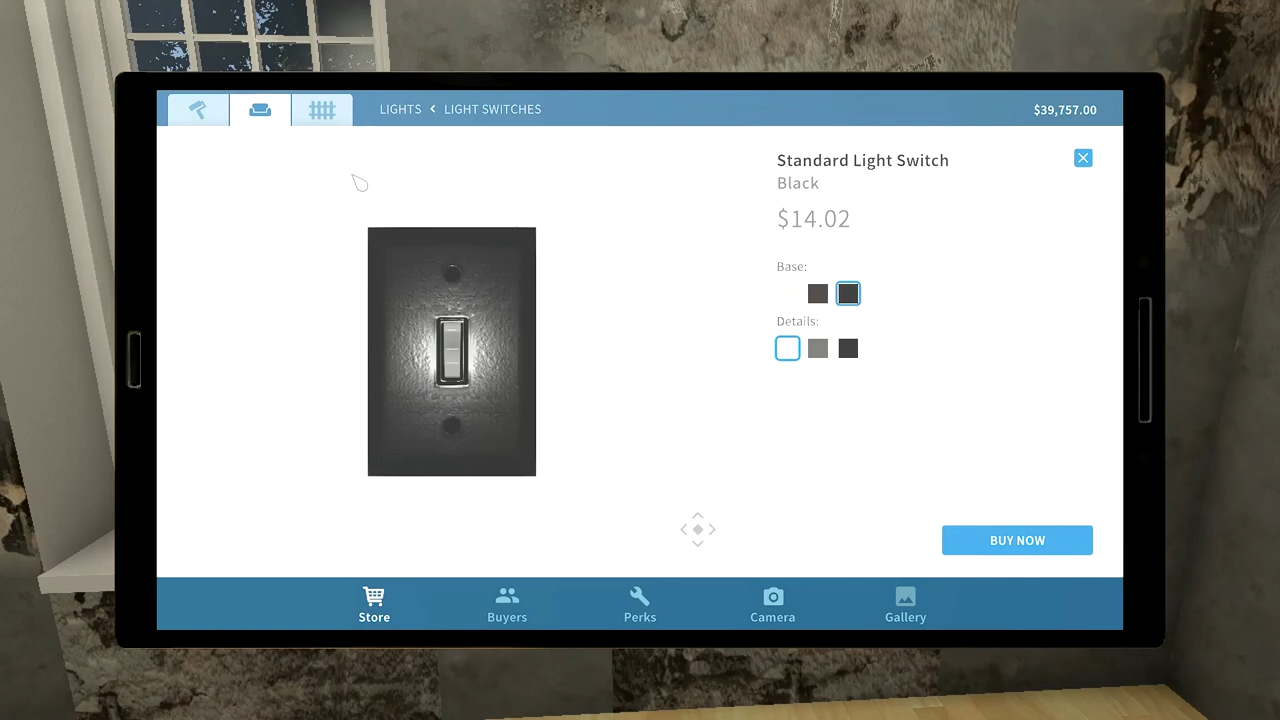 LIGHTS < LIGHT SWITCHES
$39,757.00
Standard Light Switch
Black
$14.02
Base:
Details:
BUY NOW
Store
Buyers
Perks
Camera
Gallery